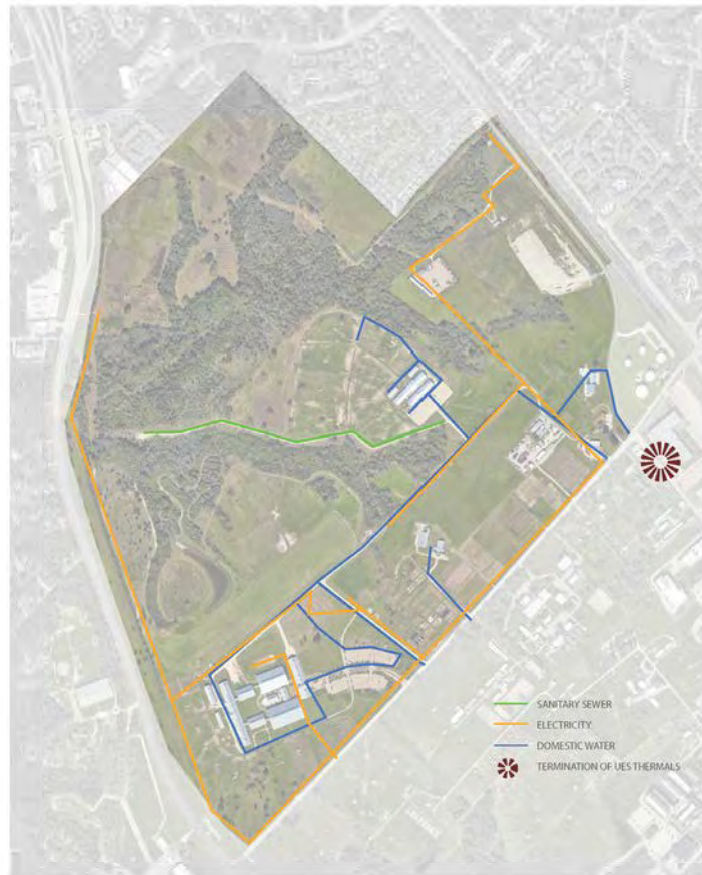 SANITARY SEWER
ELECTRICITY
DOMESTIC WATER
TERMINATION OF UES THERMALS